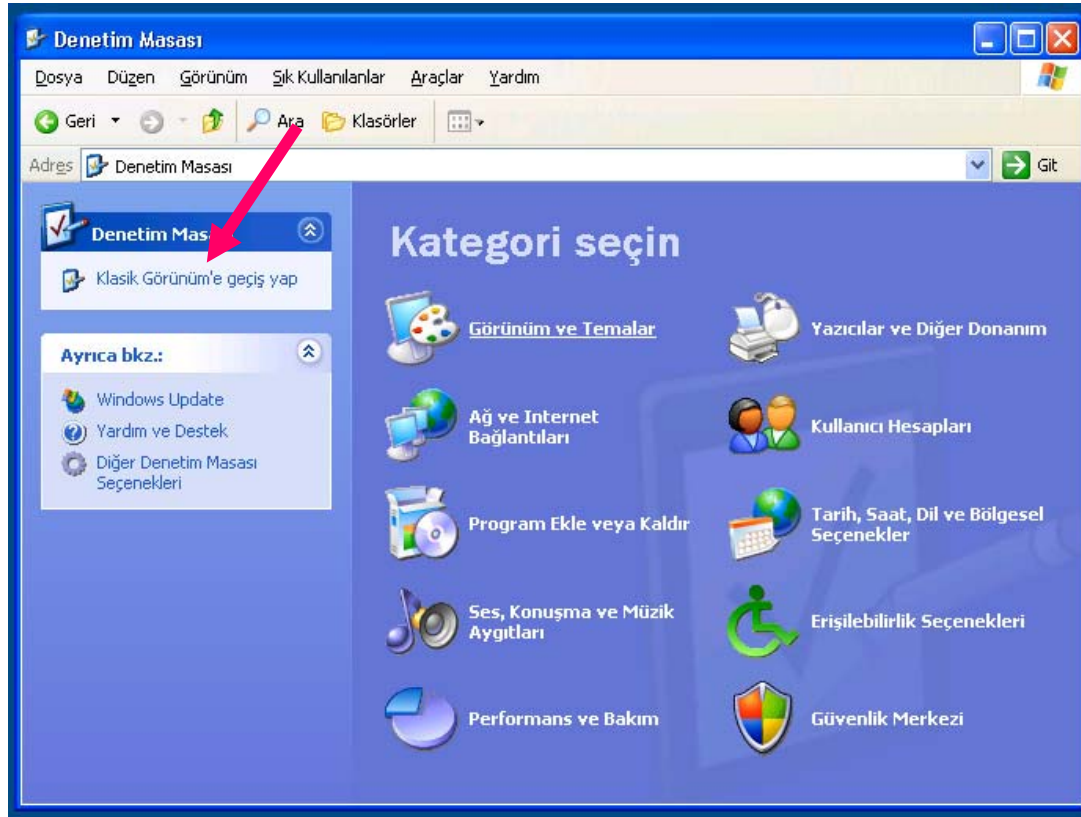 Denetim Masası
Dosya Düzen Görünüm Sık Kullanılanlar Araçlar Yardım
Geri Ara Klasörler
Adres Denetim Masası Git
Denetim
Klasik Görünüm'e geçiş yap
Ayrıca bkz.:
Windows Update
Yardım ve Destek
Diğer Denetim Masası
Seçenekleri
Kategori seçin
Görünüm ve Temalar
Yazıcılar ve Diğer Donanım
Ağ ve Internet
Bağlantıları
Kullanıcı Hesapları
Program Ekle veya Kaldır
Tarih, Saat, Dil ve Bölgesel
Seçenekler
Ses, Konuşma ve Müzik
Aygıtları
Erişilebilirlik Seçenekleri
Performans ve Bakım
Güvenlik Merkezi